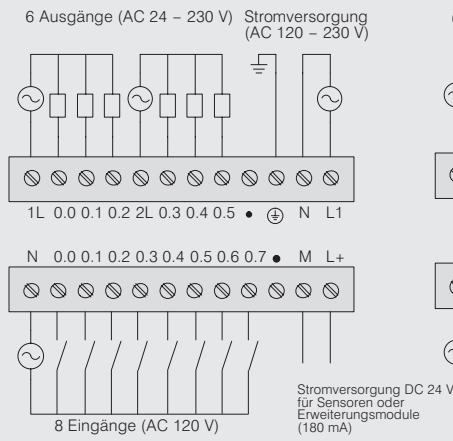 6 Ausgänge (AC 24 – 230 V)
Stromversorgung
(AC 120 – 230 V)
1L 0.0 0.1 0.2 2L 0.3 0.4 0.5 • N L1
N 0.0 0.1 0.2 0.3 0.4 0.5 0.6 0.7 • M L+
8 Eingänge (AC 120 V)
Stromversorgung DC 24 V
für Sensoren oder
Erweiterungsmodule
(180 mA)